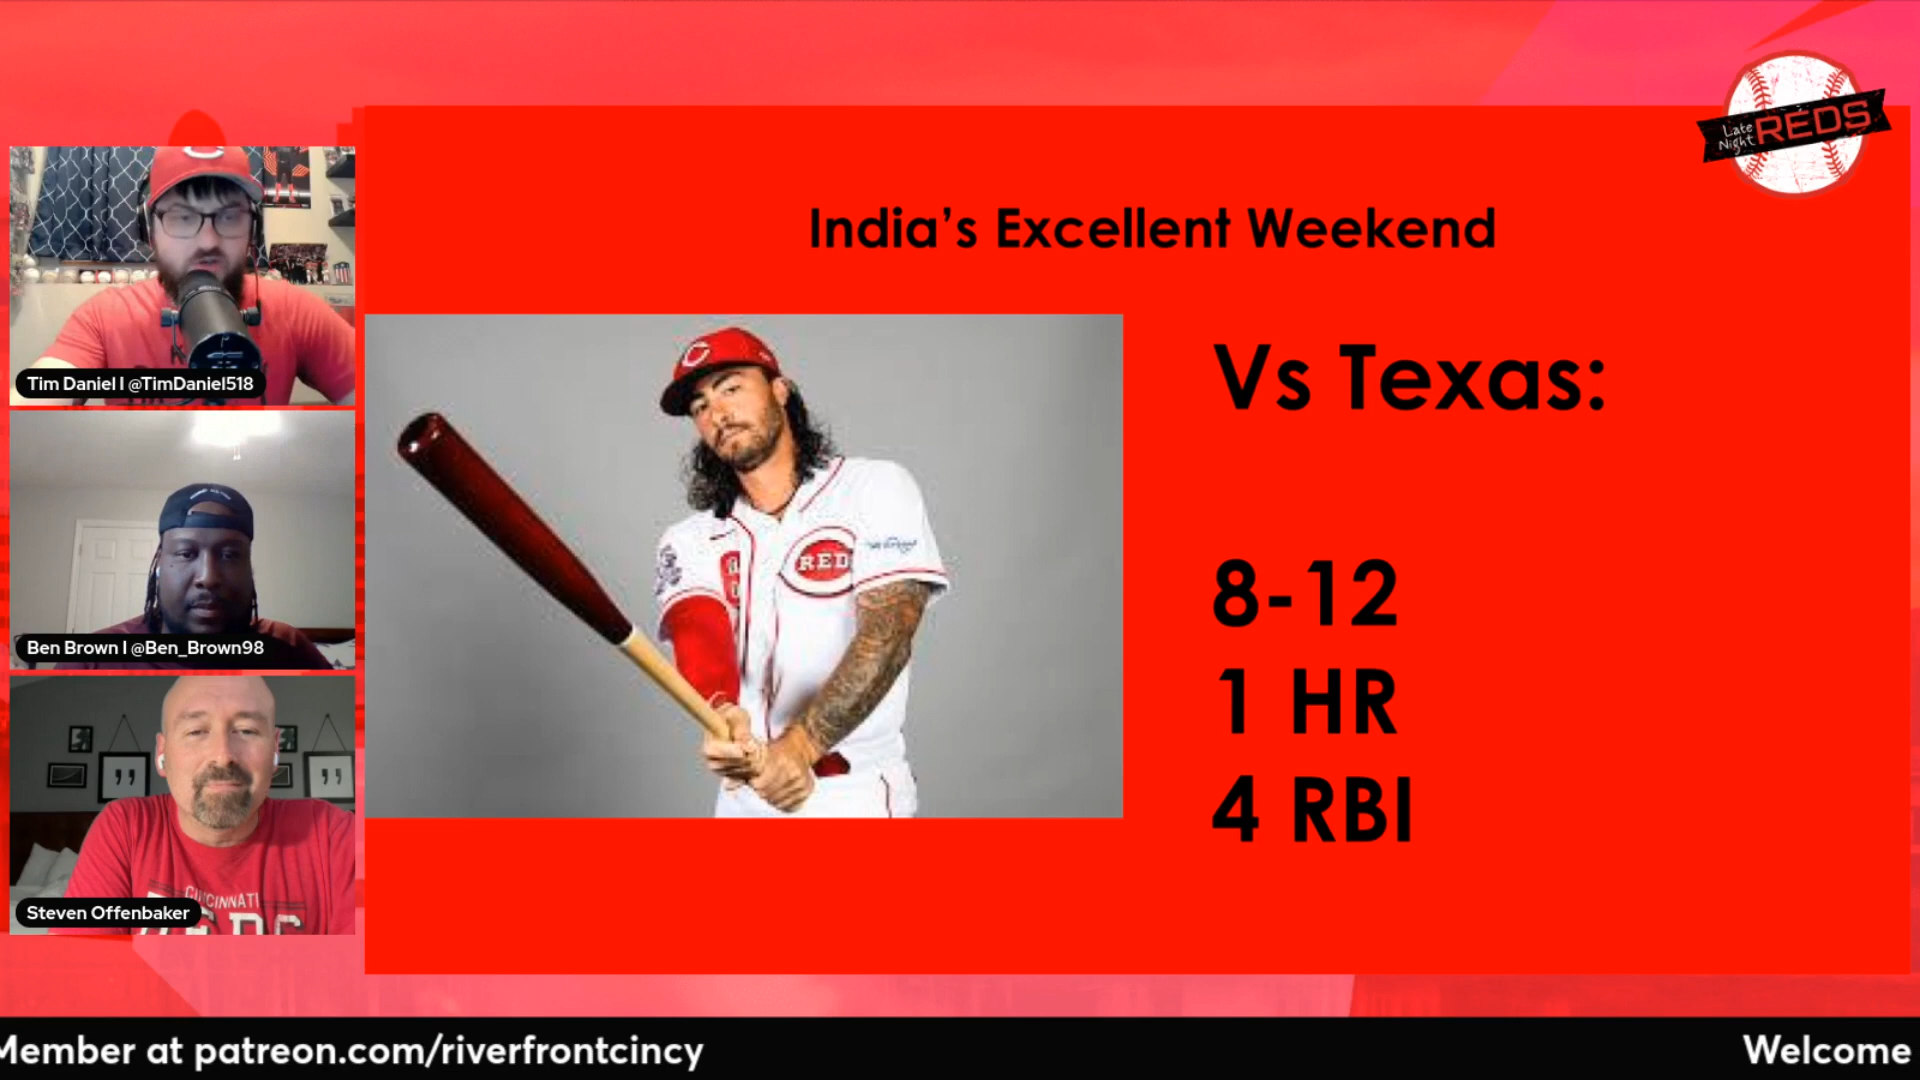 Late
Night REDS
India's Excellent Weekend
Vs Texas:
8-12
1 HR
4 RBI
RED
Tim Daniel I @TimDaniel518
Ben Brown I @Ben_Brown98
CINCINNATI
REDS
Steven Offenbaker
Member at patreon.com/riverfrontcincy
Welcome